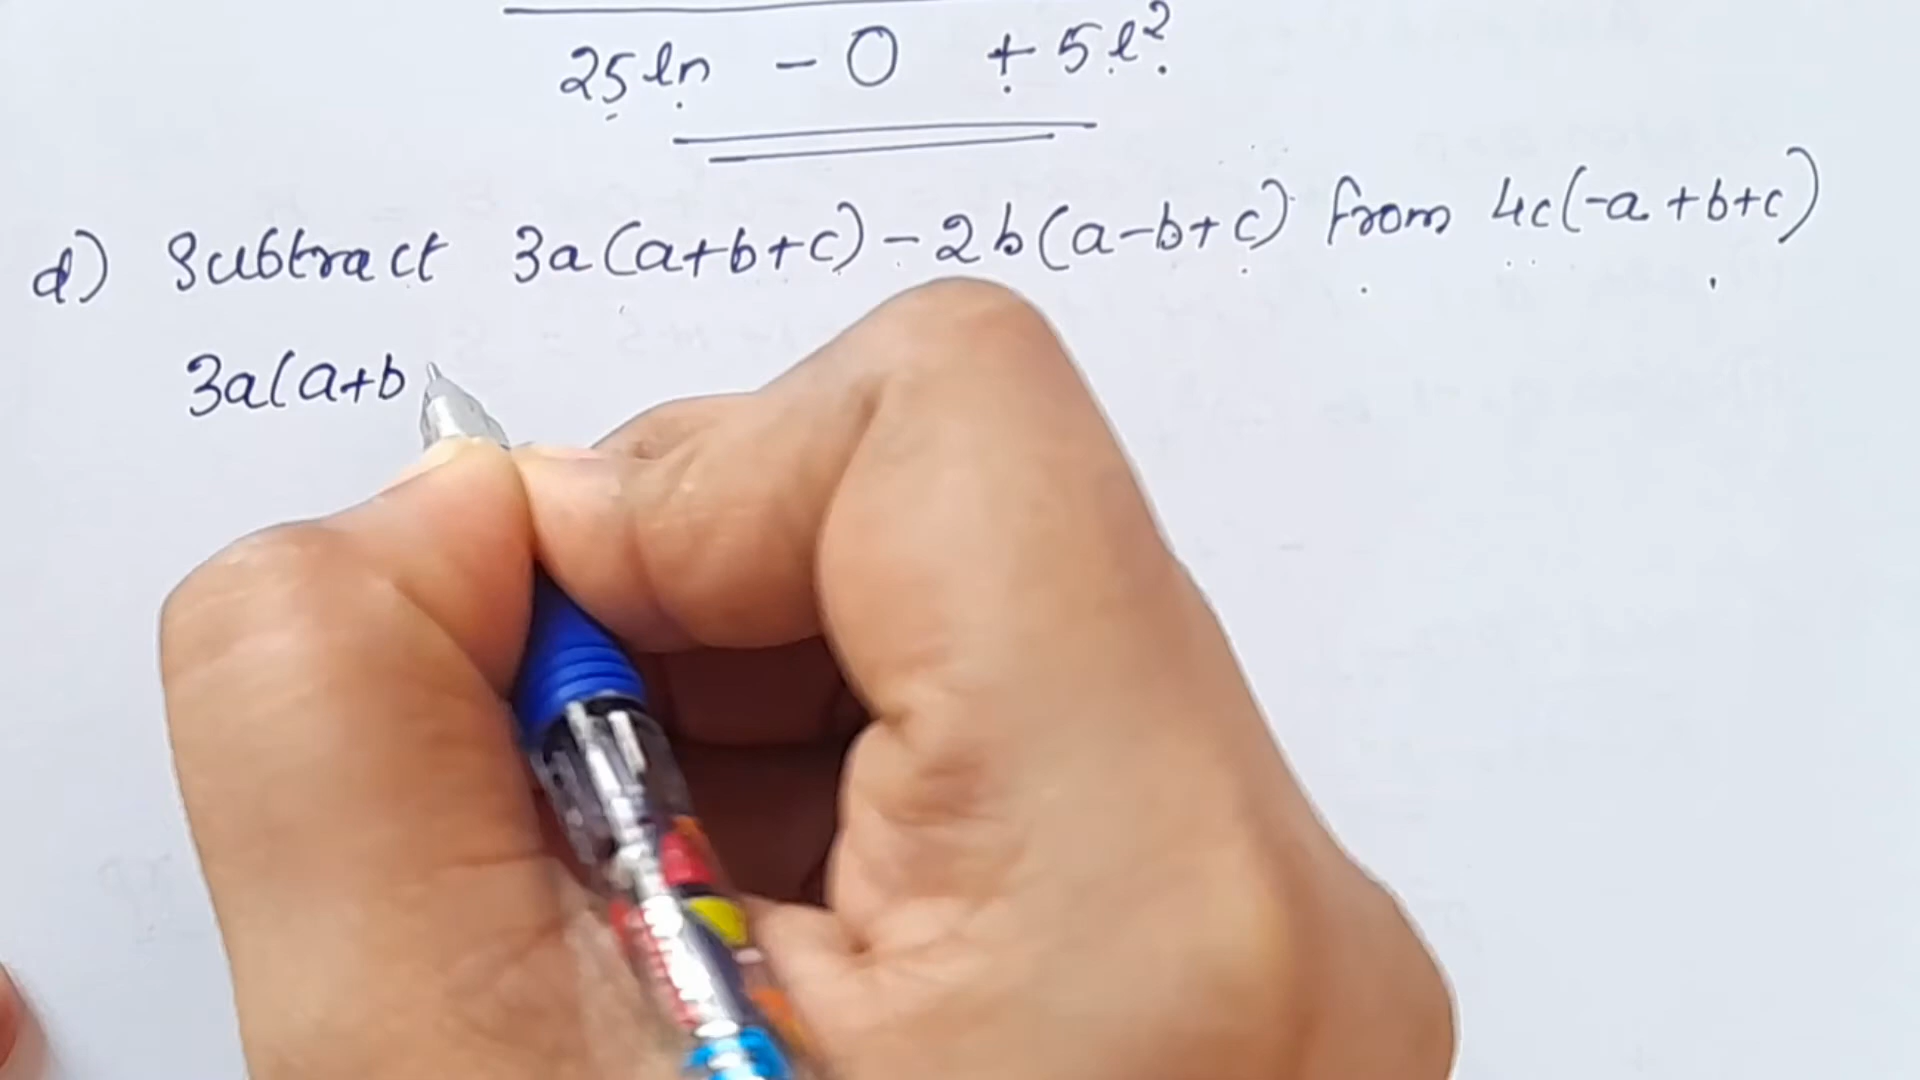 25ln - 0 + 5l²
d) Subtract 3a(a+b+c) - 2b(a-b+c) from 4c(-a+b+c)
3a(a+b